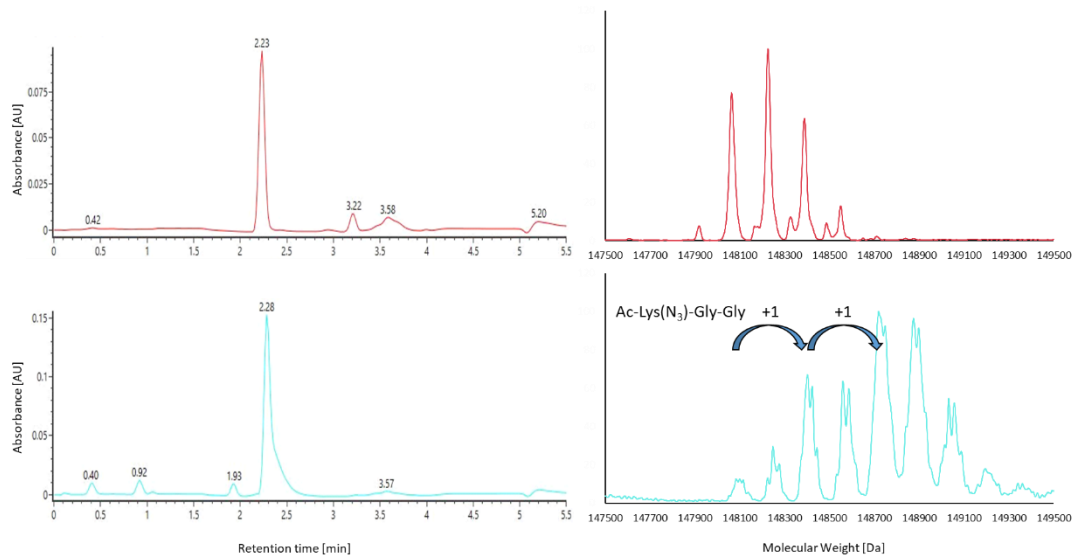 Absorbance [AU]
0.075
0.05
0.025
0
0.42
2.23
3.22
3.58
5.20
0 0.5 1 1.5 2 2.5 3 3.5 4 4.5 5 5.5
147500 147700 147900 148100 148300 148500 148700 148900 149100 149300 149500
Absorbance [AU]
0.15
0.1
0.05
0
0.40
0.92
1.93
2.28
3.57
0 0.5 1 1.5 2 2.5 3 3.5 4 4.5 5 5.5
Retention time [min]
Ac-Lys(N₃)-Gly-Gly +1 +1
147500 147700 147900 148100 148300 148500 148700 148900 149100 149300 149500
Molecular Weight [Da]